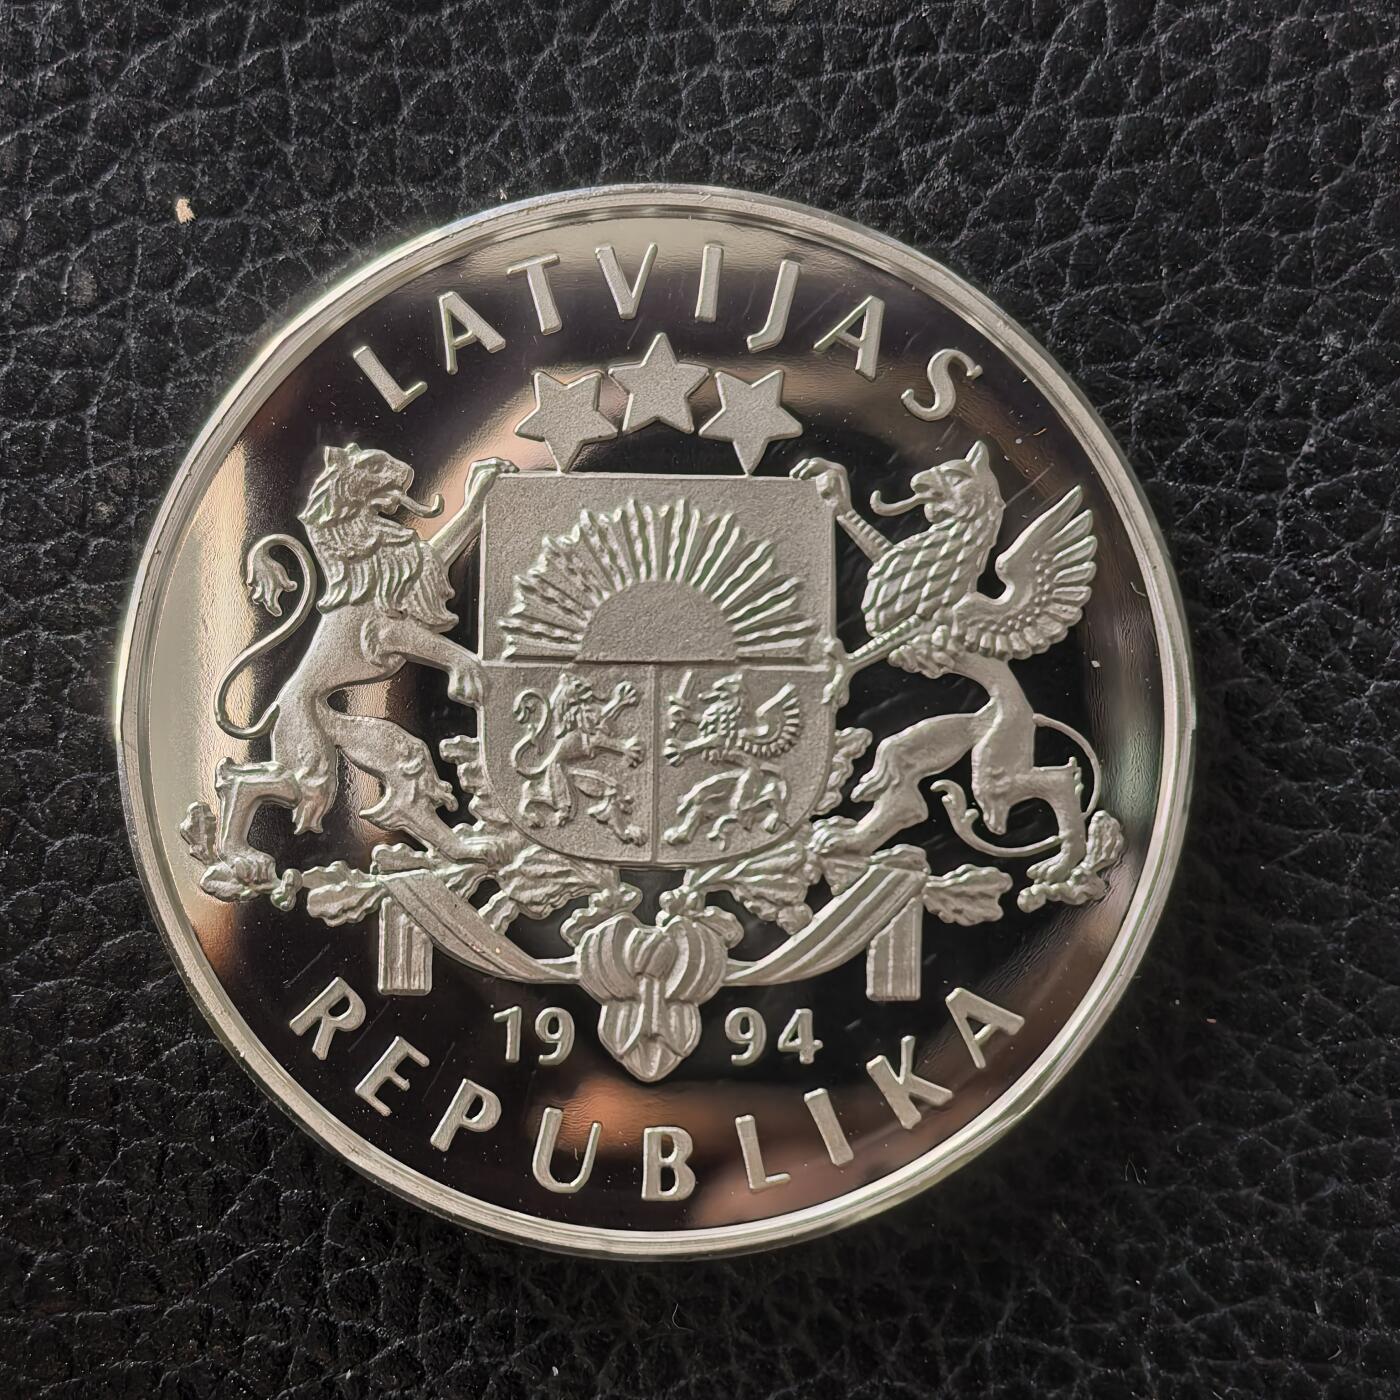 LATVIJAS
19 94
REPUBLIKA